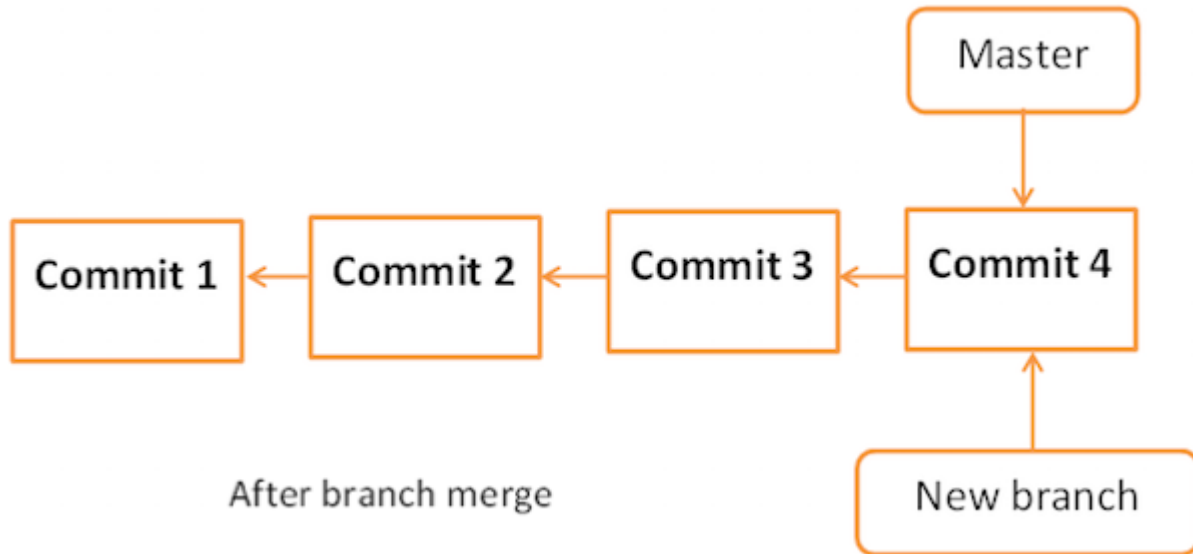 Master
Commit 1
Commit 2
Commit 3
Commit 4
After branch merge
New branch